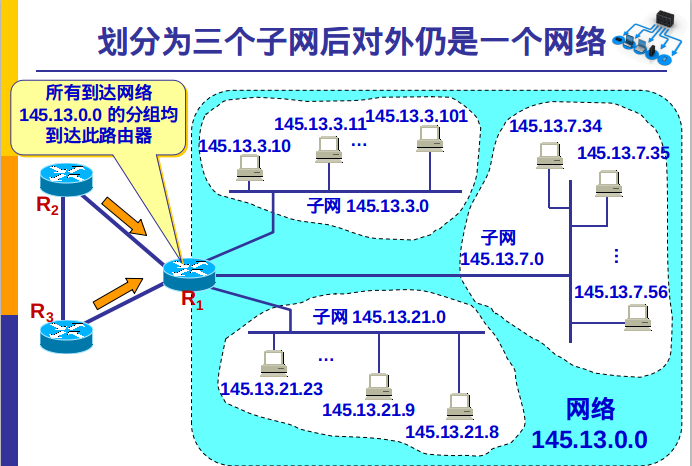 划分为三个子网后对外仍是一个网络
所有到达网络
145.13.0.0 的分组均
到达此路由器
145.13.3.10
145.13.3.11
…
145.13.3.101
子网 145.13.3.0
145.13.7.34
145.13.7.35
子网
145.13.7.0
…
145.13.7.56
R2
R1
R3
子网 145.13.21.0
…
145.13.21.23
145.13.21.9
145.13.21.8
网络
145.13.0.0